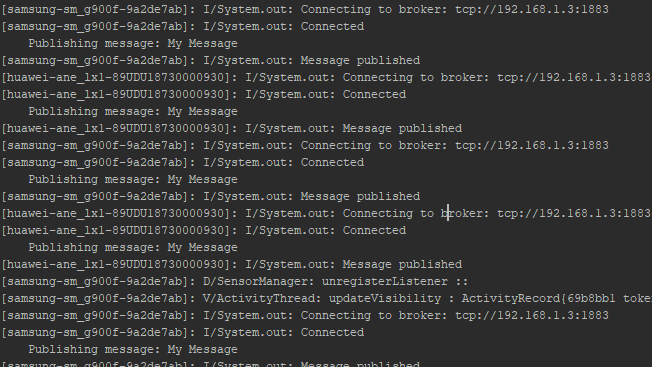 [samsung-sm_g900f-9a2de7ab]: I/System.out: Connecting to broker: tcp://192.168.1.3:1883
[samsung-sm_g900f-9a2de7ab]: I/System.out: Connected
Publishing message: My Message
[samsung-sm_g900f-9a2de7ab]: I/System.out: Message published
[huawei-ane_lx1-89UDU18730000930]: I/System.out: Connecting to broker: tcp://192.168.1.3:1883
[huawei-ane_lx1-89UDU18730000930]: I/System.out: Connected
Publishing message: My Message
[huawei-ane_lx1-89UDU18730000930]: I/System.out: Message published
[samsung-sm_g900f-9a2de7ab]: I/System.out: Connecting to broker: tcp://192.168.1.3:1883
[samsung-sm_g900f-9a2de7ab]: I/System.out: Connected
Publishing message: My Message
[samsung-sm_g900f-9a2de7ab]: I/System.out: Message published
[huawei-ane_lx1-89UDU18730000930]: I/System.out: Connecting to broker: tcp://192.168.1.3:1883
[huawei-ane_lx1-89UDU18730000930]: I/System.out: Connected
Publishing message: My Message
[huawei-ane_lx1-89UDU18730000930]: I/System.out: Message published
[samsung-sm_g900f-9a2de7ab]: D/SensorManager: unregisterListener ::
[samsung-sm_g900f-9a2de7ab]: V/ActivityThread: updateVisibility : ActivityRecord{69b8bb1 toke
[samsung-sm_g900f-9a2de7ab]: I/System.out: Connecting to broker: tcp://192.168.1.3:1883
[samsung-sm_g900f-9a2de7ab]: I/System.out: Connected
Publishing message: My Message
[samsung-sm_g900f-9a2de7ab]: I/System.out: Message published